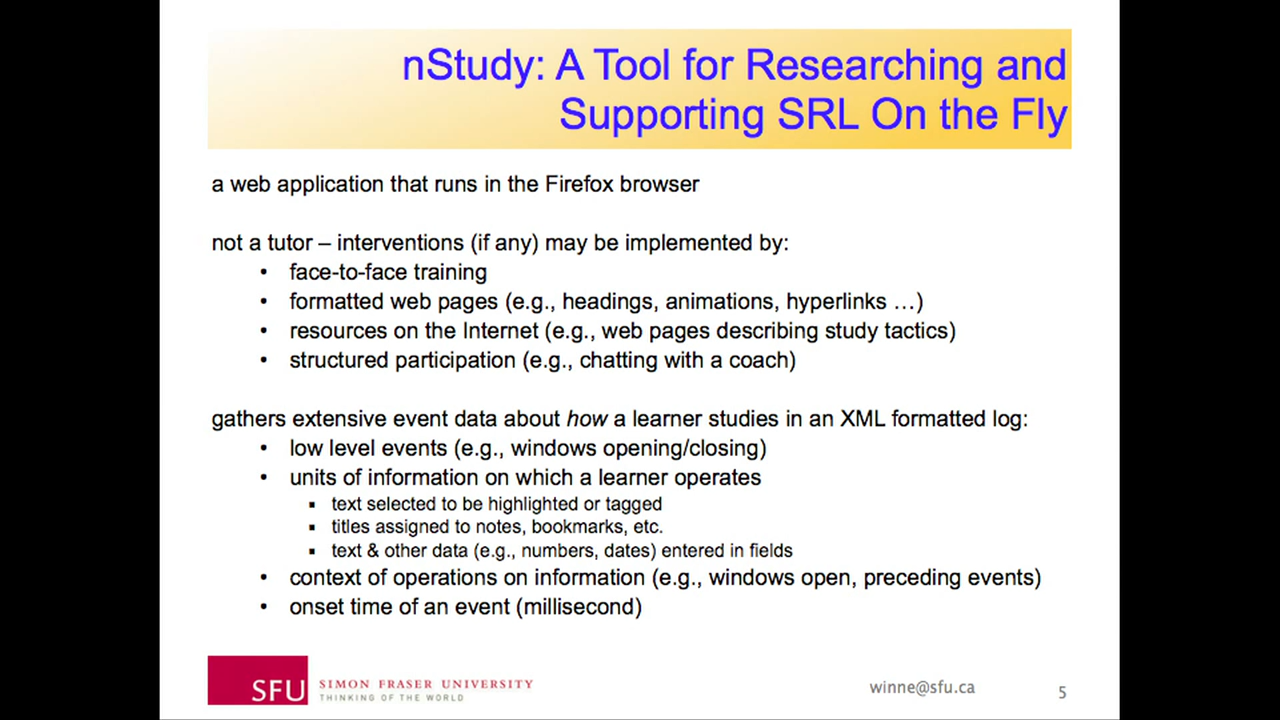 nStudy: A Tool for Researching and
Supporting SRL On the Fly
a web application that runs in the Firefox browser
not a tutor – interventions (if any) may be implemented by:
• face-to-face training
• formatted web pages (e.g., headings, animations, hyperlinks …)
• resources on the Internet (e.g., web pages describing study tactics)
• structured participation (e.g., chatting with a coach)
gathers extensive event data about how a learner studies in an XML formatted log:
• low level events (e.g., windows opening/closing)
• units of information on which a learner operates
▪ text selected to be highlighted or tagged
▪ titles assigned to notes, bookmarks, etc.
▪ text & other data (e.g., numbers, dates) entered in fields
• context of operations on information (e.g., windows open, preceding events)
• onset time of an event (millisecond)
SFU SIMON FRASER UNIVERSITY
THINKING OF THE WORLD
winne@sfu.ca
5